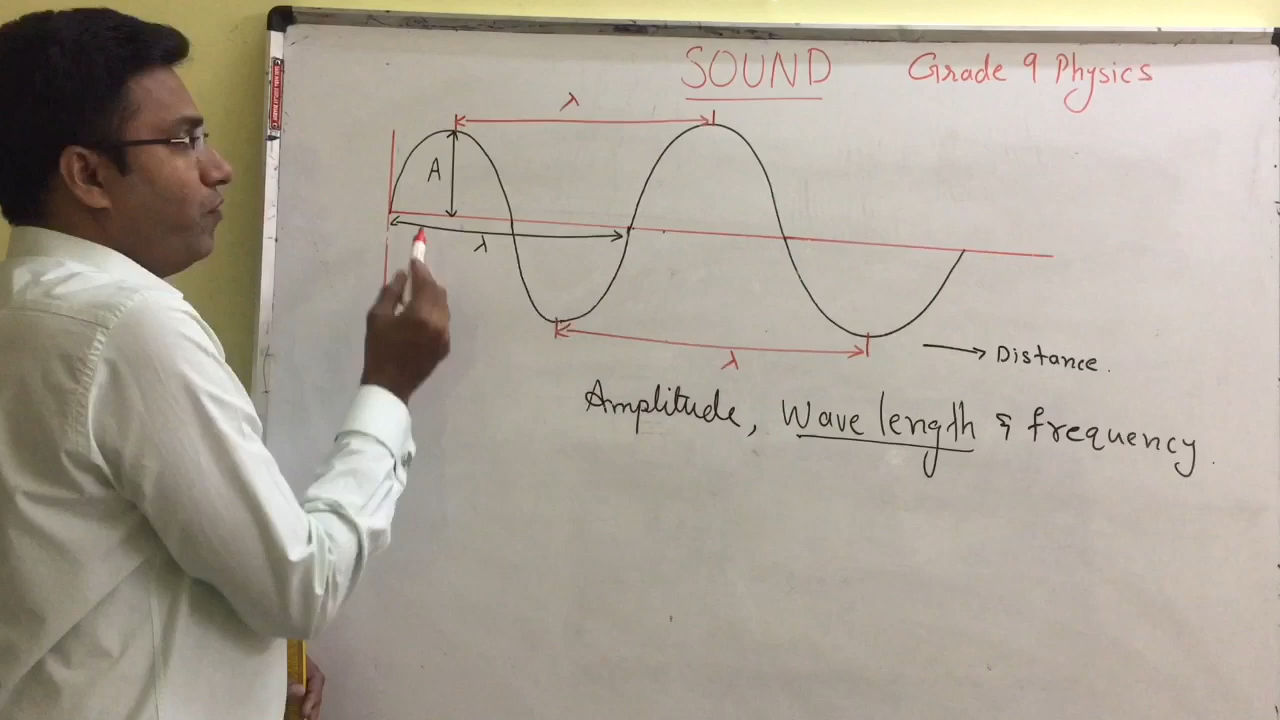 SOUND Grade 9 Physics
λ
A
λ
λ
→ Distance.
Amplitude, Wave length & frequency.